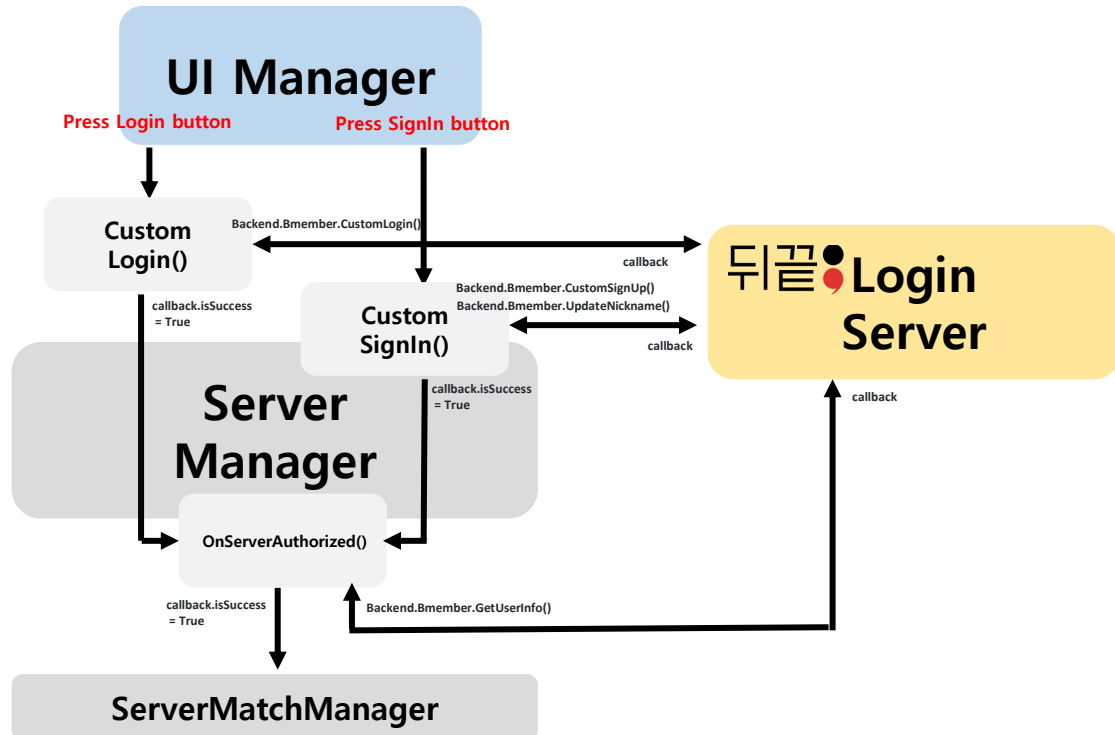 UI Manager
Press Login button
Press SignIn button
Custom
Login()
Backend.Bmember.CustomLogin()
callback
뒤끝 Login
Server
callback.isSuccess
= True
Custom
SignIn()
Backend.Bmember.CustomSignUp()
Backend.Bmember.UpdateNickname()
callback
callback.isSuccess
= True
callback
Server
Manager
OnServerAuthorized()
callback.isSuccess
= True
Backend.Bmember.GetUserInfo()
ServerMatchManager